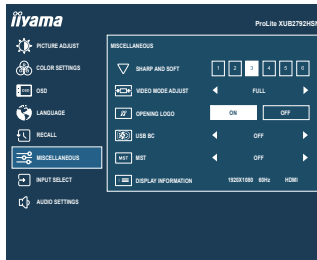 iiyama
ProLite XUB2792HSN
PICTURE ADJUST
MISCELLANEOUS
COLOR SETTINGS
SHARP AND SOFT 1 2 3 4 5 6
OSD
VIDEO MODE ADJUST FULL
LANGUAGE
OPENING LOGO ON OFF
RECALL
USB BC OFF
MISCELLANEOUS
MST MST OFF
INPUT SELECT
DISPLAY INFORMATION 1920X1080 60Hz HDMI
AUDIO SETTINGS